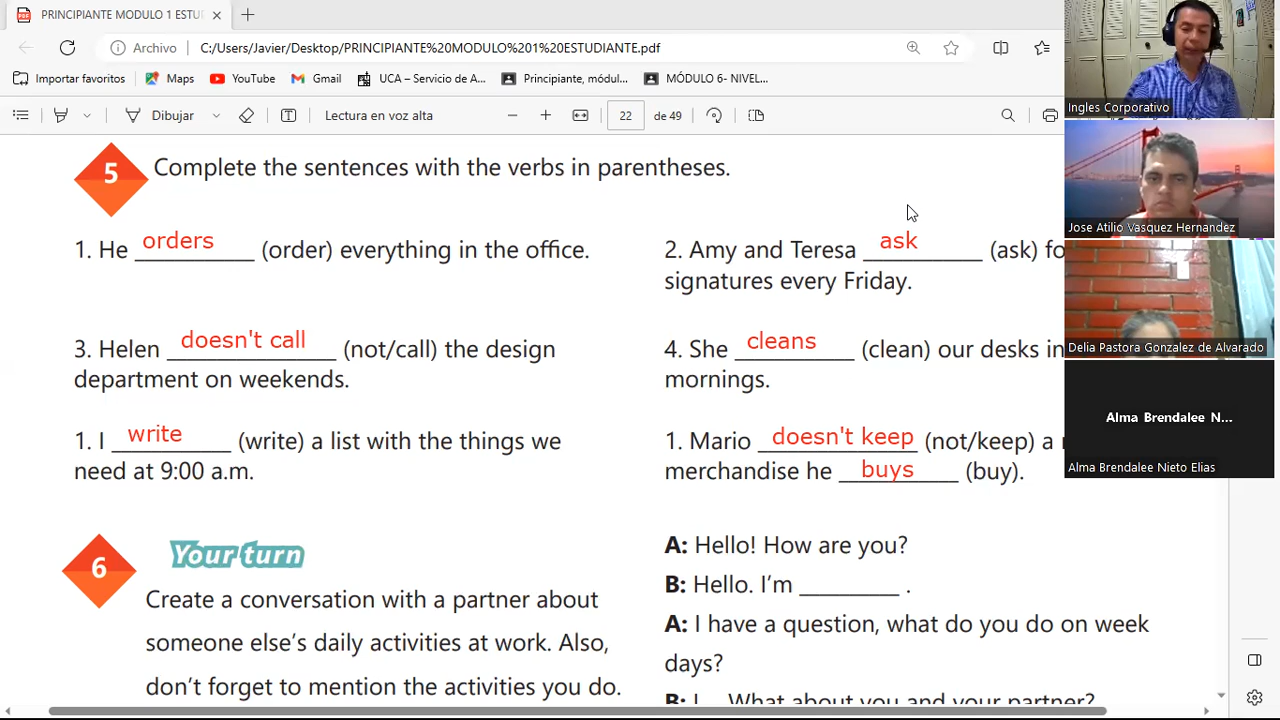 PRINCIPIANTE MODULO 1 ESTU
Archivo C:/Users/Javier/Desktop/PRINCIPIANTE%20MODULO%201%20ESTUDIANTE.pdf
Importar favoritos Maps YouTube Gmail UCA – Servicio de A... Principiante, módul... MÓDULO 6- NIVEL...
Dibujar Lectura en voz alta 22 de 49
5 Complete the sentences with the verbs in parentheses.
1. He orders (order) everything in the office.
2. Amy and Teresa ask (ask) fo
signatures every Friday.
3. Helen doesn't call (not/call) the design
department on weekends.
4. She cleans (clean) our desks in
mornings.
1. I write (write) a list with the things we
need at 9:00 a.m.
1. Mario doesn't keep (not/keep) a
merchandise he buys (buy).
6 Your turn
Create a conversation with a partner about
someone else's daily activities at work. Also,
don't forget to mention the activities you do.
A: Hello! How are you?
B: Hello. I'm ________ .
A: I have a question, what do you do on week
days?
B: I... What about you and your partner?
Ingles Corporativo
Jose Atilio Vasquez Hernandez
Delia Pastora Gonzalez de Alvarado
Alma Brendalee N...
Alma Brendalee Nieto Elias